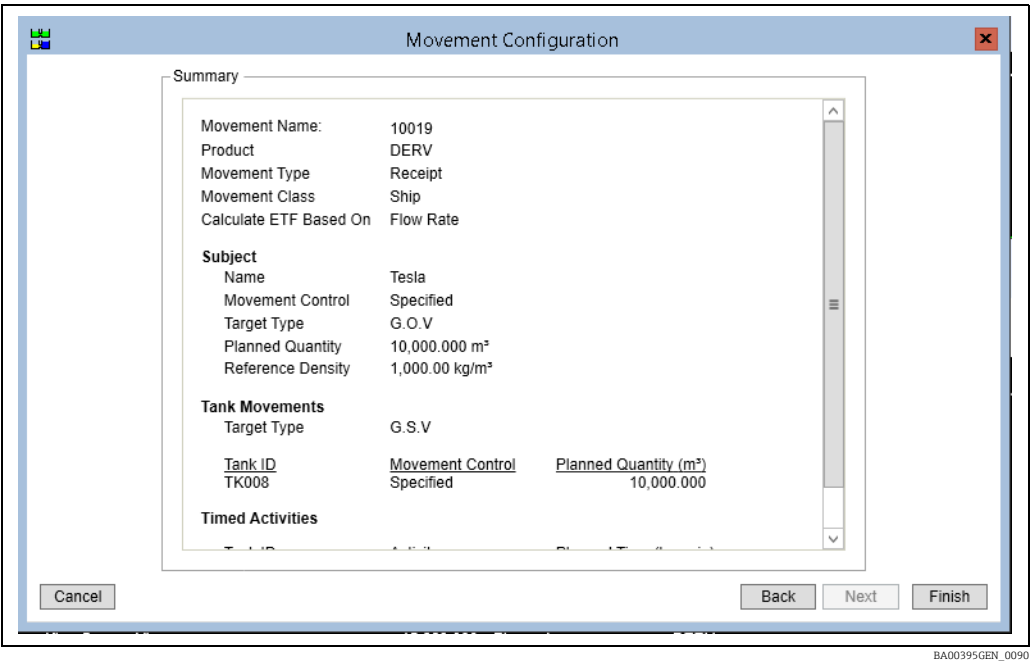 Movement Configuration
Summary
Movement Name: 10019
Product DERV
Movement Type Receipt
Movement Class Ship
Calculate ETF Based On Flow Rate
Subject
Name Tesla
Movement Control Specified
Target Type G.O.V
Planned Quantity 10,000.000 m³
Reference Density 1,000.00 kg/m³
Tank Movements
Target Type G.S.V
Tank ID Movement Control Planned Quantity (m³)
TK008 Specified 10,000.000
Timed Activities
Cancel Back Next Finish
BA00395GEN_0090